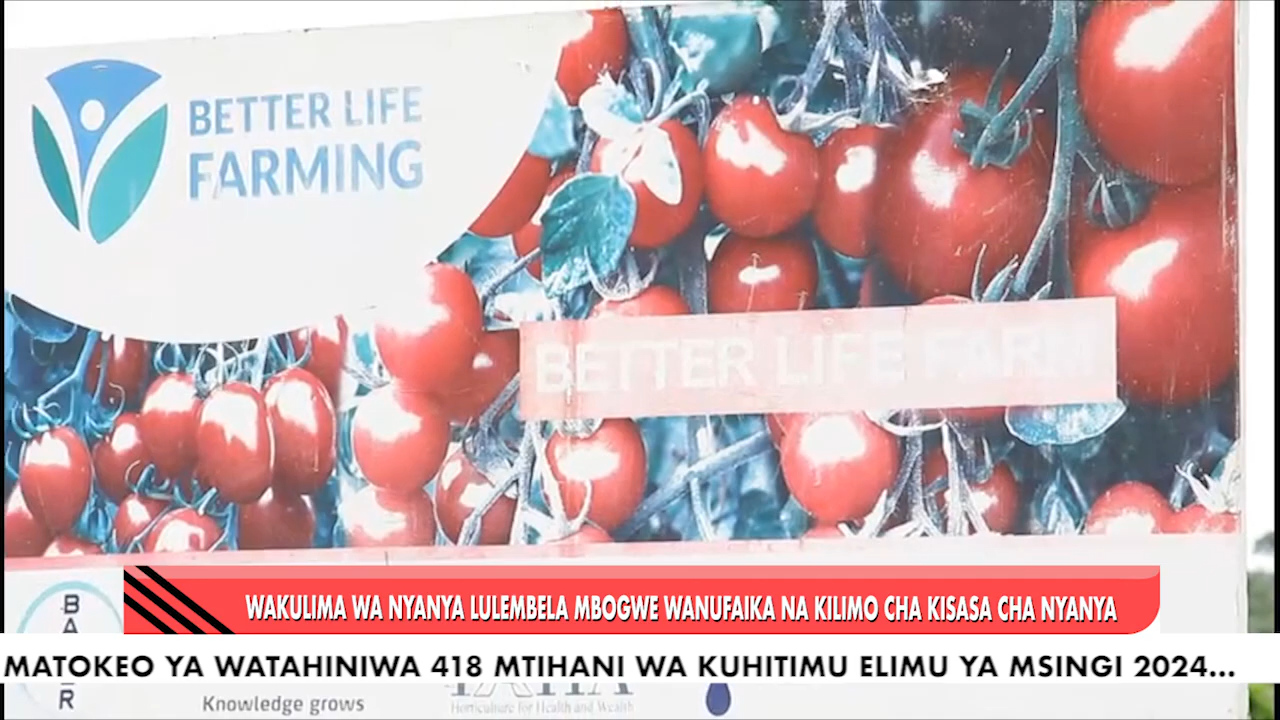 BETTER LIFE
FARMING
BETTER LIFE FARM
WAKULIMA WA NYANYA LULEMBELA MBOGWE WANUFAIKA NA KILIMO CHA KISASA CHA NYANYA
MATOKEO YA WATAHINIWA 418 MTIHANI WA KUHITIMU ELIMU YA MSINGI 2024...
Knowledge grows
Horticulture for Health and Wealth